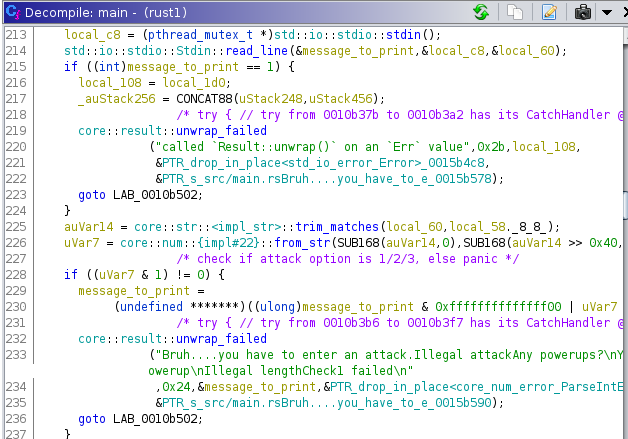 Decompile: main - (rust1)
213 local_c8 = (pthread_mutex_t *)std::io::stdio::stdin();
214 std::io::stdio::Stdin::read_line(&message_to_print,&local_c8,&local_60);
215 if ((int)message_to_print == 1) {
216 local_108 = local_1d0;
217 _auStack256 = CONCAT88(uStack248,uStack456);
218 /* try { // try from 0010b37b to 0010b3a2 has its CatchHandler @
219 core::result::unwrap_failed
220 ("called `Result::unwrap()` on an `Err` value",0x2b,local_108,
221 &PTR_drop_in_place<std_io_error_Error>_0015b4c8,
222 &PTR_s_src/main.rsBruh....you_have_to_e_0015b578);
223 goto LAB_0010b502;
224 }
225 auVar14 = core::str::<impl_str>::trim_matches(local_60,local_58._8_8_);
226 uVar7 = core::num::{impl#22}::from_str(SUB168(auVar14,0),SUB168(auVar14 >> 0x40,
227 /* check if attack option is 1/2/3, else panic */
228 if ((uVar7 & 1) != 0) {
229 message_to_print =
230 (undefined *******)((ulong)message_to_print & 0xffffffffffffff00 | uVar7
231 /* try { // try from 0010b3b6 to 0010b3f7 has its CatchHandler @
232 core::result::unwrap_failed
233 ("Bruh....you have to enter an attack.Illegal attackAny powerups?\nY
owerup\nIllegal lengthCheck1 failed\n"
234 ,0x24,&message_to_print,&PTR_drop_in_place<core_num_error_ParseIntE
235 &PTR_s_src/main.rsBruh....you_have_to_e_0015b590);
236 goto LAB_0010b502;
237 }